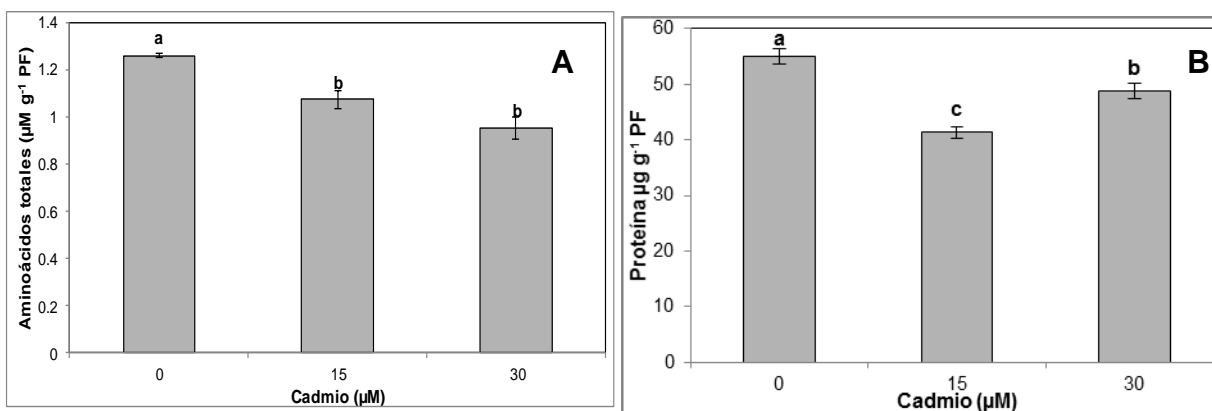 Aminoácidos totales (µM g⁻¹ PF)
1.4
1.2
1
0.8
0.6
0.4
0.2
0
a
b
b
A
0
15
30
Cadmio (µM)
Proteína µg g⁻¹ PF
60
50
40
30
20
10
0
a
c
b
B
0
15
30
Cadmio (µM)